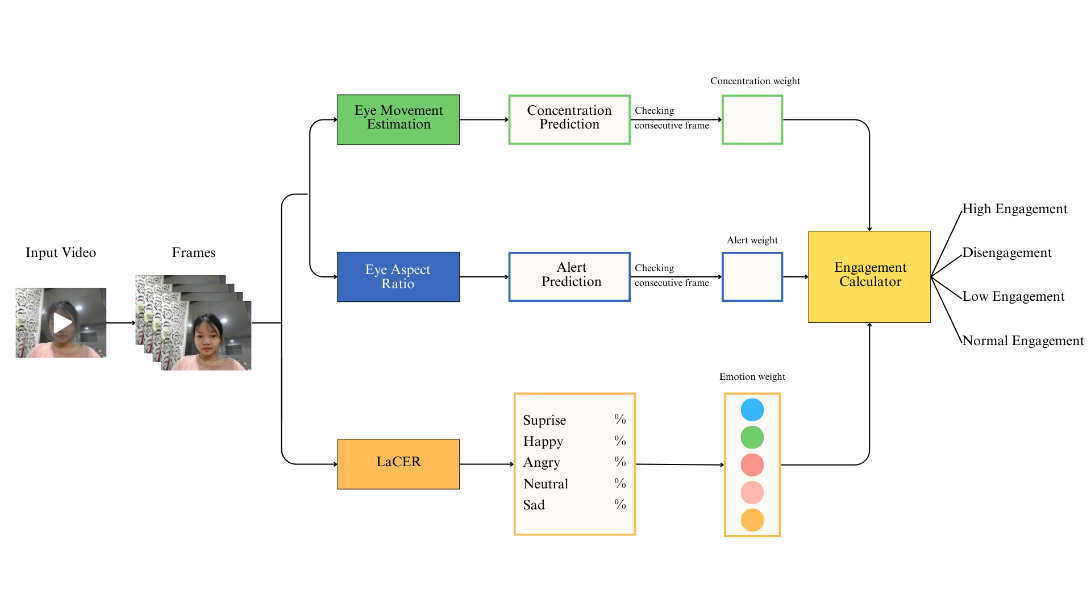 Input Video
Frames
Eye Movement
Estimation
Concentration
Prediction
Checking
consecutive frame
Concentration weight
Eye Aspect
Ratio
Alert
Prediction
Checking
consecutive frame
Alert weight
LaCER
Suprise %
Happy %
Angry %
Neutral %
Sad %
Emotion weight
Engagement
Calculator
High Engagement
Disengagement
Low Engagement
Normal Engagement